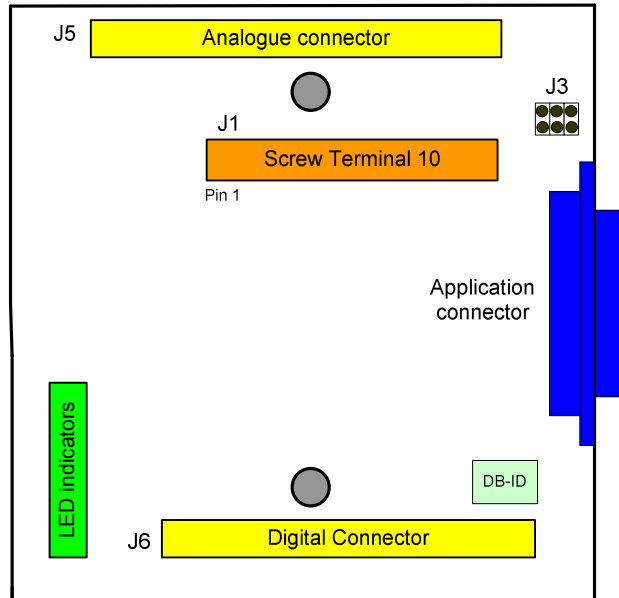 J5
Analogue connector
J3
J1
Screw Terminal 10
Pin 1
Application
connector
LED indicators
DB-ID
J6
Digital Connector